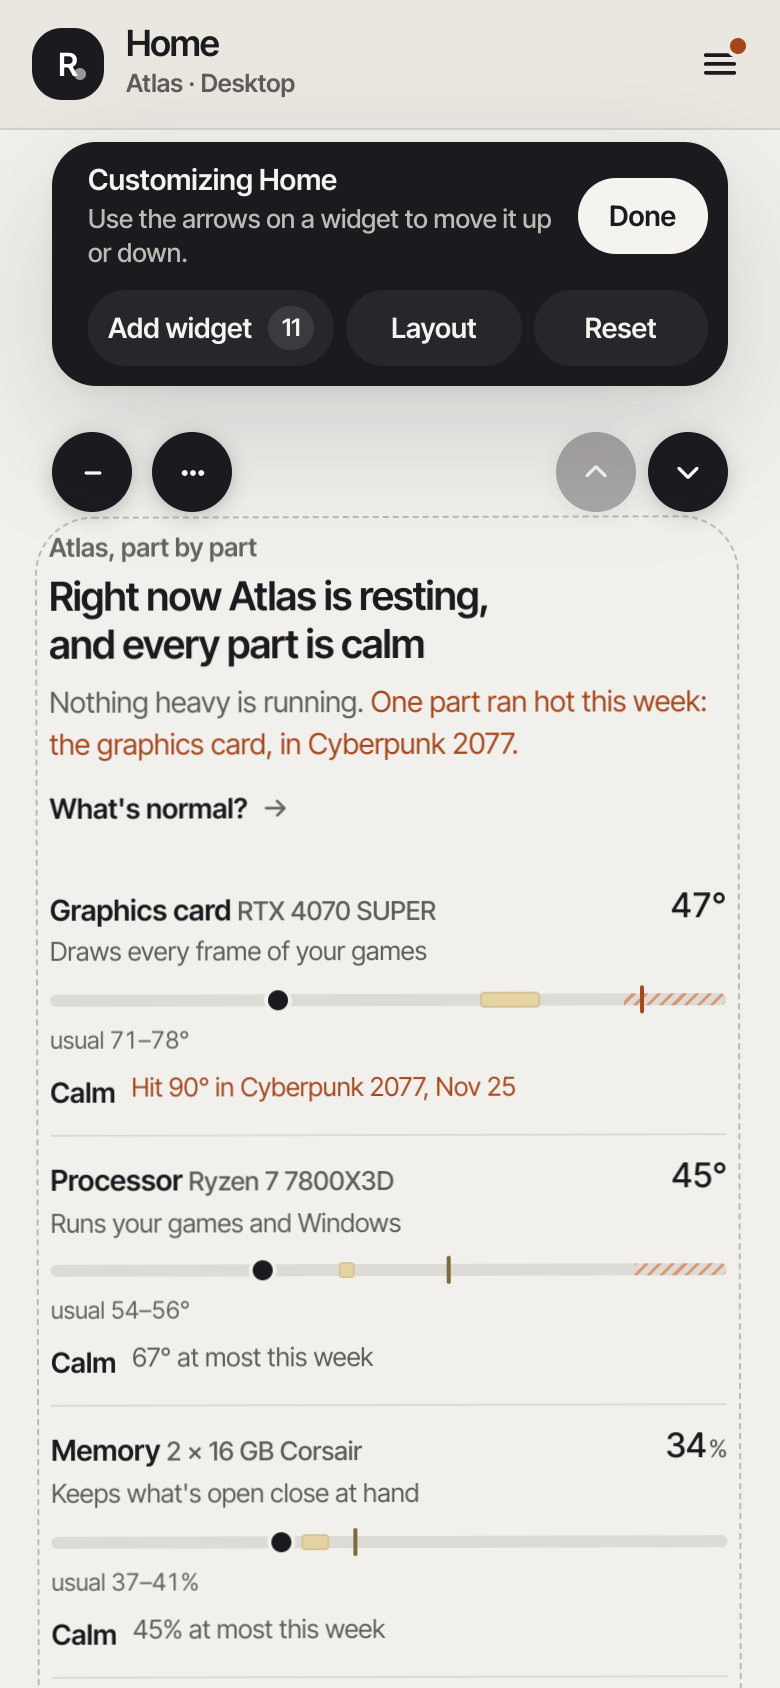 R
Home
Atlas · Desktop
Customizing Home
Use the arrows on a widget to move it up
or down.
Done
Add widget 11
Layout
Reset
Atlas, part by part
Right now Atlas is resting,
and every part is calm
Nothing heavy is running. One part ran hot this week:
the graphics card, in Cyberpunk 2077.
What's normal? →
Graphics card RTX 4070 SUPER 47°
Draws every frame of your games
usual 71–78°
Calm Hit 90° in Cyberpunk 2077, Nov 25
Processor Ryzen 7 7800X3D 45°
Runs your games and Windows
usual 54–56°
Calm 67° at most this week
Memory 2 × 16 GB Corsair 34%
Keeps what's open close at hand
usual 37–41%
Calm 45% at most this week